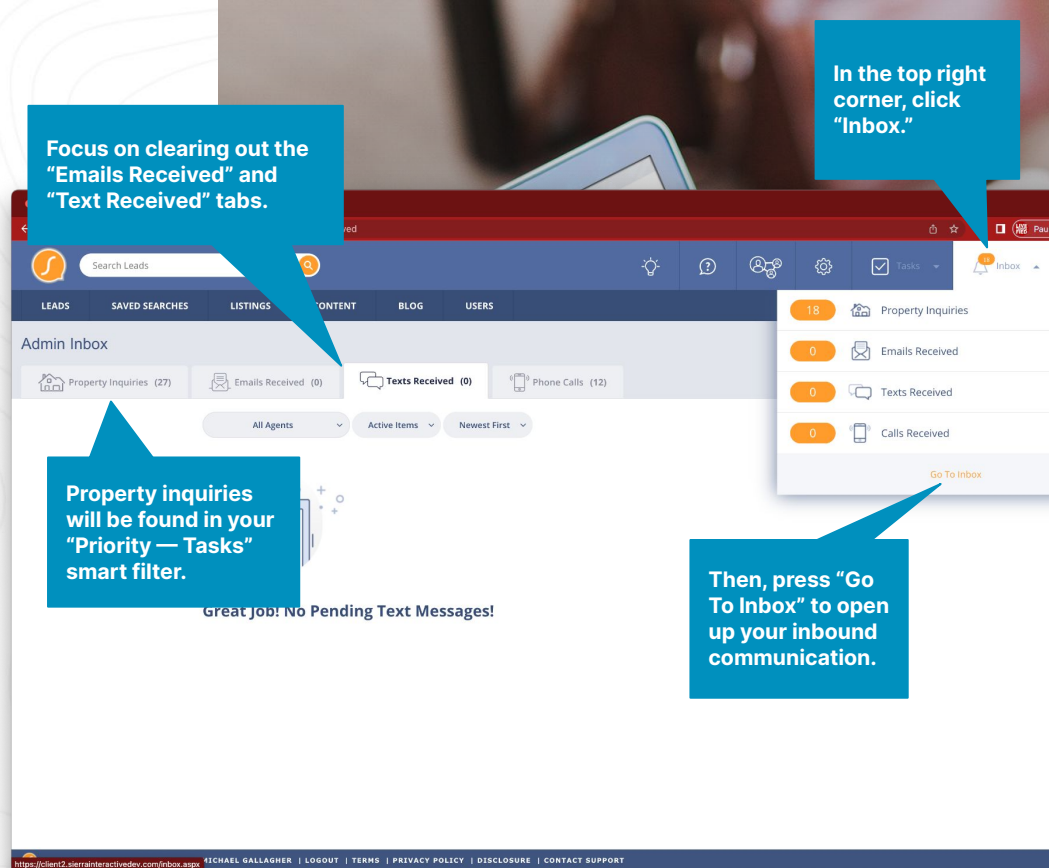 In the top right
corner, click
“Inbox.”
Focus on clearing out the
“Emails Received” and
“Text Received” tabs.
ved
Pau
Search Leads
Tasks
18
Inbox
LEADS SAVED SEARCHES LISTINGS CONTENT BLOG USERS
18 Property Inquiries
0 Emails Received
0 Texts Received
0 Calls Received
Go To Inbox
Admin Inbox
Property Inquiries (27) Emails Received (0) Texts Received (0) Phone Calls (12)
All Agents Active Items Newest First
Property inquiries
will be found in your
“Priority — Tasks”
smart filter.
Great Job! No Pending Text Messages!
Then, press “Go
To Inbox” to open
up your inbound
communication.
https://client2.sierrainteractivedev.com/inbox.aspx
MICHAEL GALLAGHER | LOGOUT | TERMS | PRIVACY POLICY | DISCLOSURE | CONTACT SUPPORT